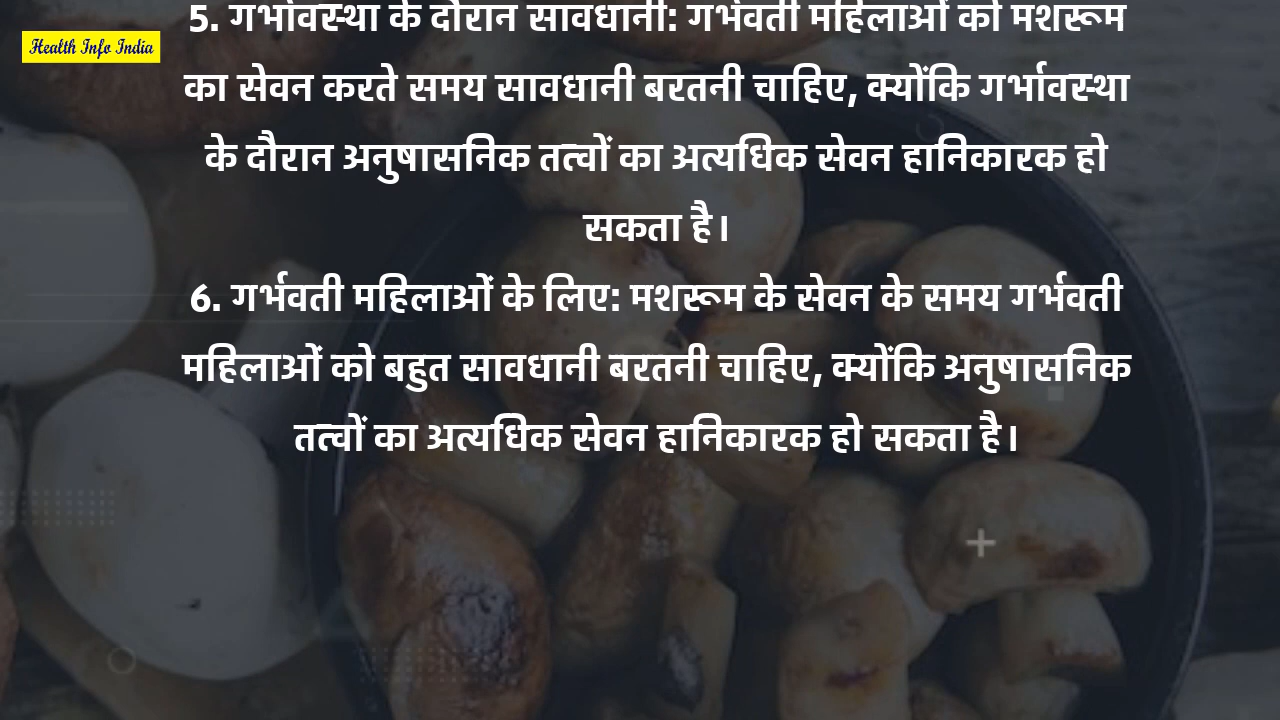 Health Info India
5. गर्भावस्था के दौरान सावधानी: गर्भवती महिलाओं को मशरूम
का सेवन करते समय सावधानी बरतनी चाहिए, क्योंकि गर्भावस्था
के दौरान अनुषासनिक तत्वों का अत्यधिक सेवन हानिकारक हो
सकता है।
6. गर्भवती महिलाओं के लिए: मशरूम के सेवन के समय गर्भवती
महिलाओं को बहुत सावधानी बरतनी चाहिए, क्योंकि अनुषासनिक
तत्वों का अत्यधिक सेवन हानिकारक हो सकता है।